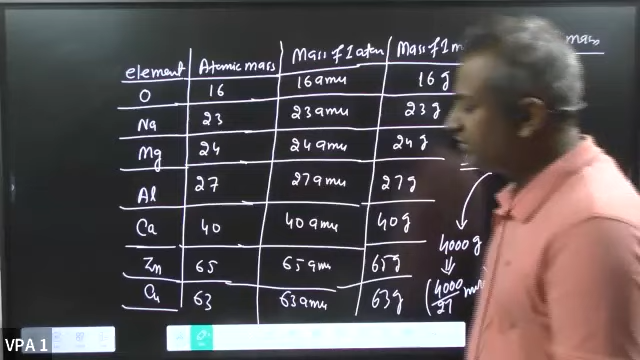 element Atomic mass Mass of 1 atom Mass of 1 m mass
O 16 16 amu 16 g
Na 23 23 amu 23 g
Mg 24 24 amu 24 g
Al 27 27 amu 27 g
Ca 40 40 amu 40 g
4000 g
Zn 65 65 amu 65 g
Cu 63 63 amu 63 g
(4000
27
VPA 1